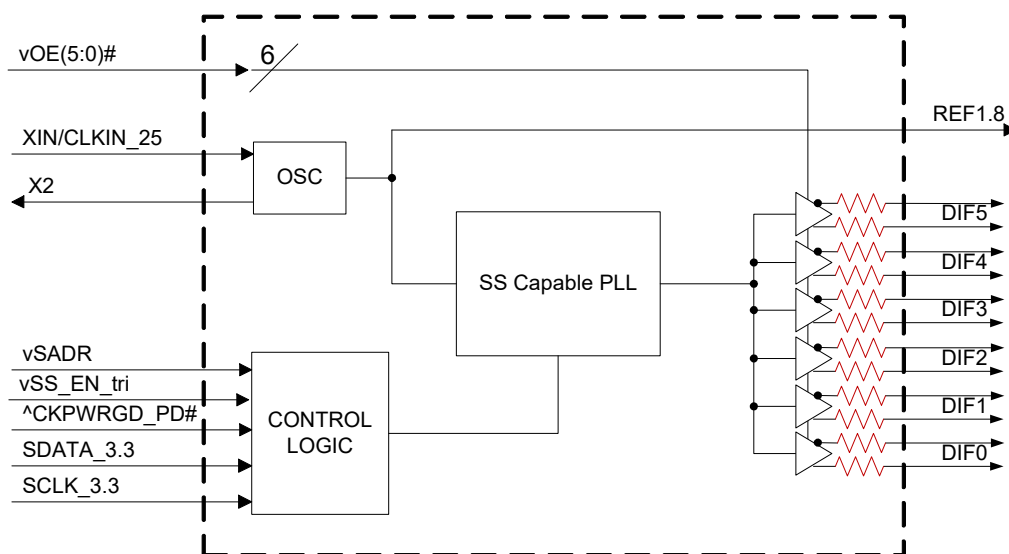 vOE(5:0)#
6
REF1.8
XIN/CLKIN_25
OSC
X2
DIF5
DIF4
SS Capable PLL
DIF3
vSADR
DIF2
vSS_EN_tri
^CKPWRGD_PD#
DIF1
CONTROL
LOGIC
SDATA_3.3
DIF0
SCLK_3.3